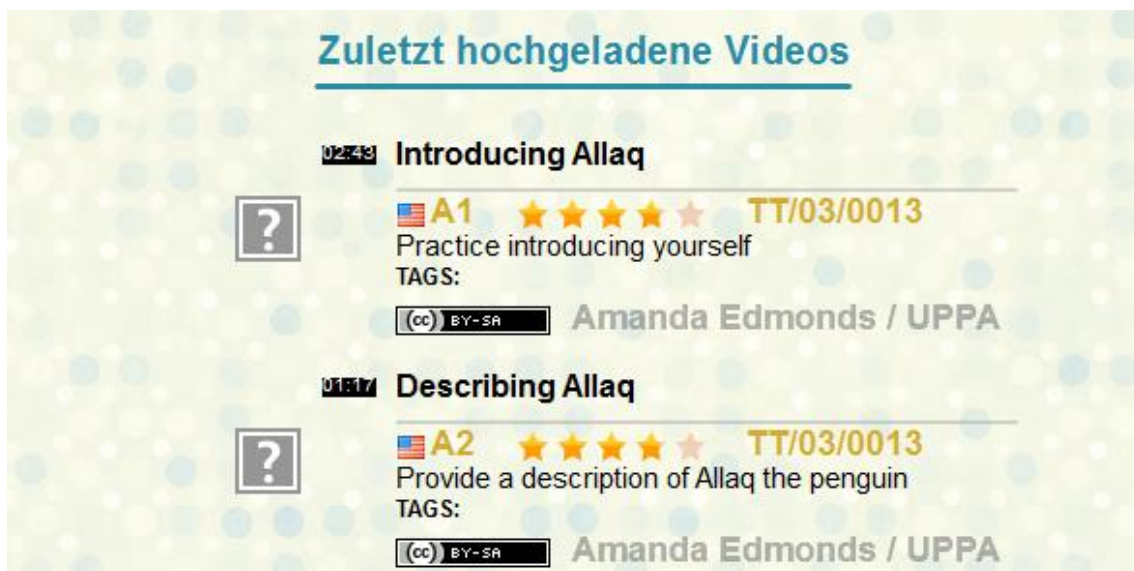 Zuletzt hochgeladene Videos
02:43 Introducing Allaq
?
A1 TT/03/0013
Practice introducing yourself
TAGS:
(cc) BY-SA Amanda Edmonds / UPPA
01:17 Describing Allaq
?
A2 TT/03/0013
Provide a description of Allaq the penguin
TAGS:
(cc) BY-SA Amanda Edmonds / UPPA